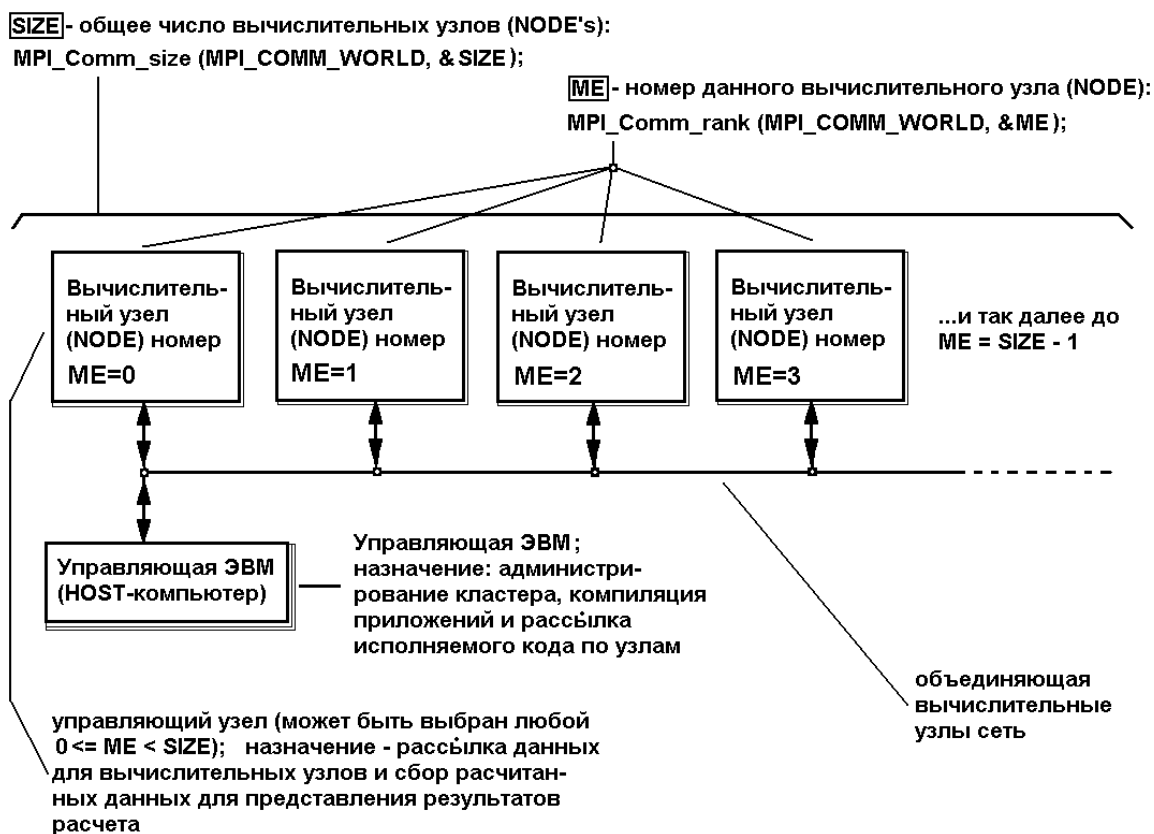 SIZE - общее число вычислительных узлов (NODE's):
MPI_Comm_size (MPI_COMM_WORLD, & SIZE);
ME - номер данного вычислительного узла (NODE):
MPI_Comm_rank (MPI_COMM_WORLD, &ME);
Вычислитель-
ный узел
(NODE) номер
ME=0
Вычислитель-
ный узел
(NODE) номер
ME=1
Вычислитель-
ный узел
(NODE) номер
ME=2
Вычислитель-
ный узел
(NODE) номер
ME=3
...и так далее до
ME = SIZE - 1
Управляющая ЭВМ
(HOST-компьютер)
Управляющая ЭВМ;
назначение: администри-
рование кластера, компиляция
приложений и рассылка
исполняемого кода по узлам
объединяющая
вычислительные
узлы сеть
управляющий узел (может быть выбран любой
0 <= ME < SIZE); назначение - рассылка данных
для вычислительных узлов и сбор расчитан-
ных данных для представления результатов
расчета